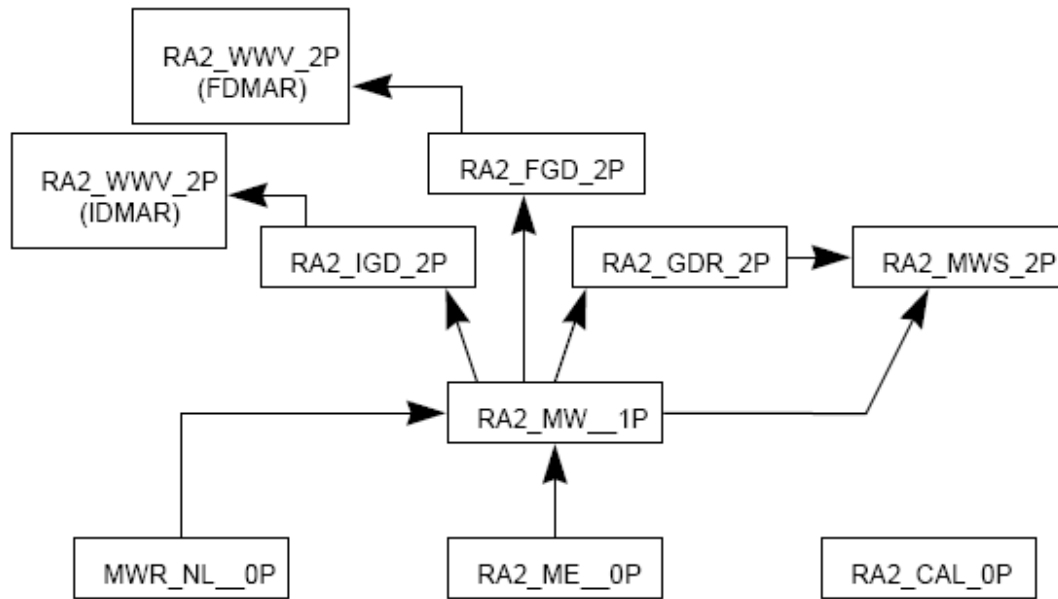 RA2_WWV_2P
(FDMAR)
RA2_FGD_2P
RA2_WWV_2P
(IDMAR)
RA2_IGD_2P
RA2_GDR_2P
RA2_MWS_2P
RA2_MW__1P
MWR_NL__0P
RA2_ME__0P
RA2_CAL_0P